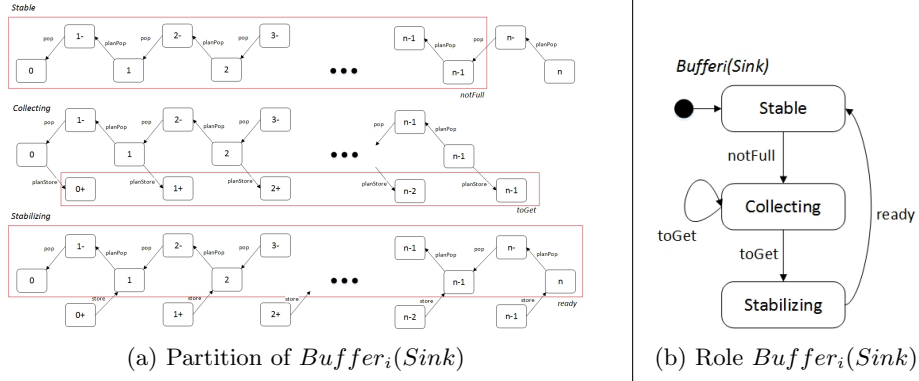 Stable
1- 2- 3- n-1 n-
pop planPop pop planPop pop planPop
0 1 2 n-1 n
notFull
Collecting
1- 2- 3- n-1
pop planPop pop planPop pop planPop
0 1 2 n-1
planStore planStore planStore planStore planStore
0+ 1+ 2+ n-2 n-1
toGet
Stabilizing
1- 2- 3- n-1 n-
pop planPop pop planPop pop planPop
0 1 2 n-1 n
store store store store store
0+ 1+ 2+ n-2 n-1
ready
(a) Partition of Buffer_i(Sink)
Bufferi(Sink)
Stable
notFull
Collecting
toGet
toGet
ready
Stabilizing
(b) Role Buffer_i(Sink)